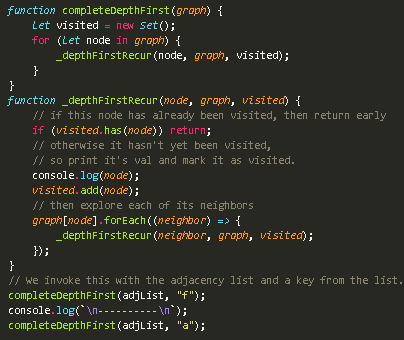 function completeDepthFirst(graph) {
    Let visited = new Set();
    for (Let node in graph) {
        _depthFirstRecur(node, graph, visited);
    }
}
function _depthFirstRecur(node, graph, visited) {
    // if this node has already been visited, then return early
    if (visited.has(node)) return;
    // otherwise it hasn't yet been visited,
    // so print it's val and mark it as visited.
    console.log(node);
    visited.add(node);
    // then explore each of its neighbors
    graph[node].forEach((neighbor) => {
        _depthFirstRecur(neighbor, graph, visited);
    });
}
// We invoke this with the adjacency list and a key from the list.
completeDepthFirst(adjList, "f");
console.log(`\n----------\n`);
completeDepthFirst(adjList, "a");